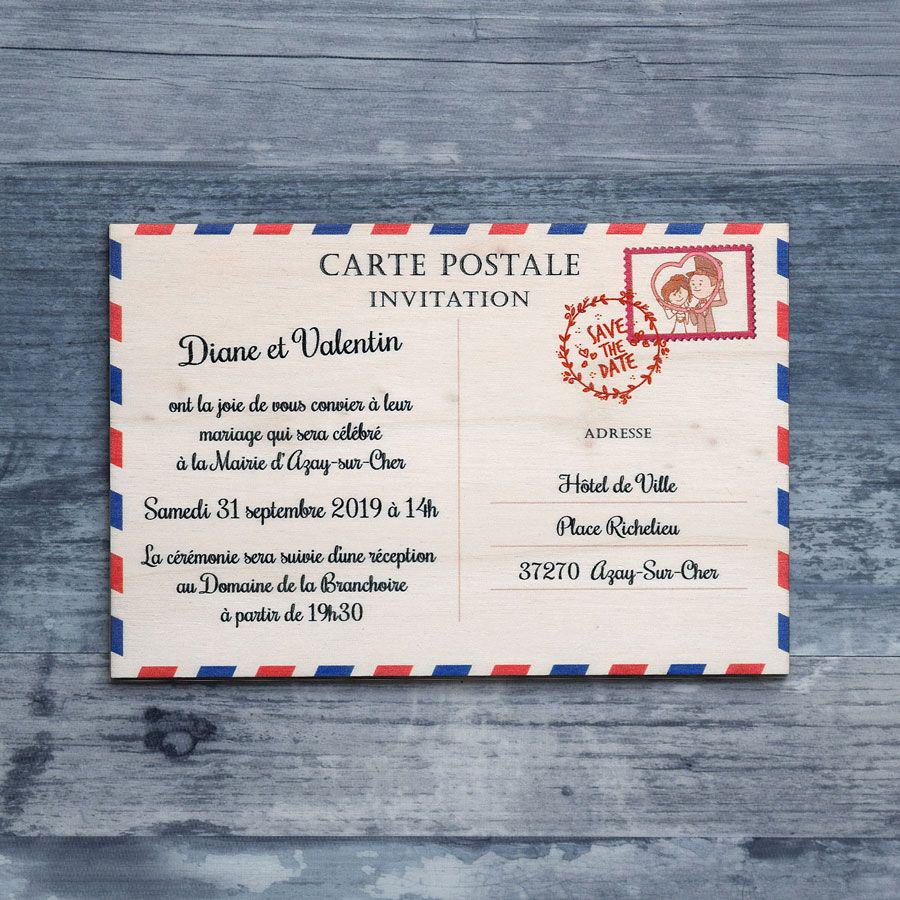 CARTE POSTALE
INVITATION
Diane et Valentin
ont la joie de vous convier à leur
mariage qui sera célébré
à la Mairie d'Azay-sur-Cher
Samedi 31 septembre 2019 à 14h
La cérémonie sera suivie d'une réception
au Domaine de la Branchoire
à partir de 19h30
SAVE
THE
DATE
ADRESSE
Hôtel de Ville
Place Richelieu
37270 Azay-Sur-Cher